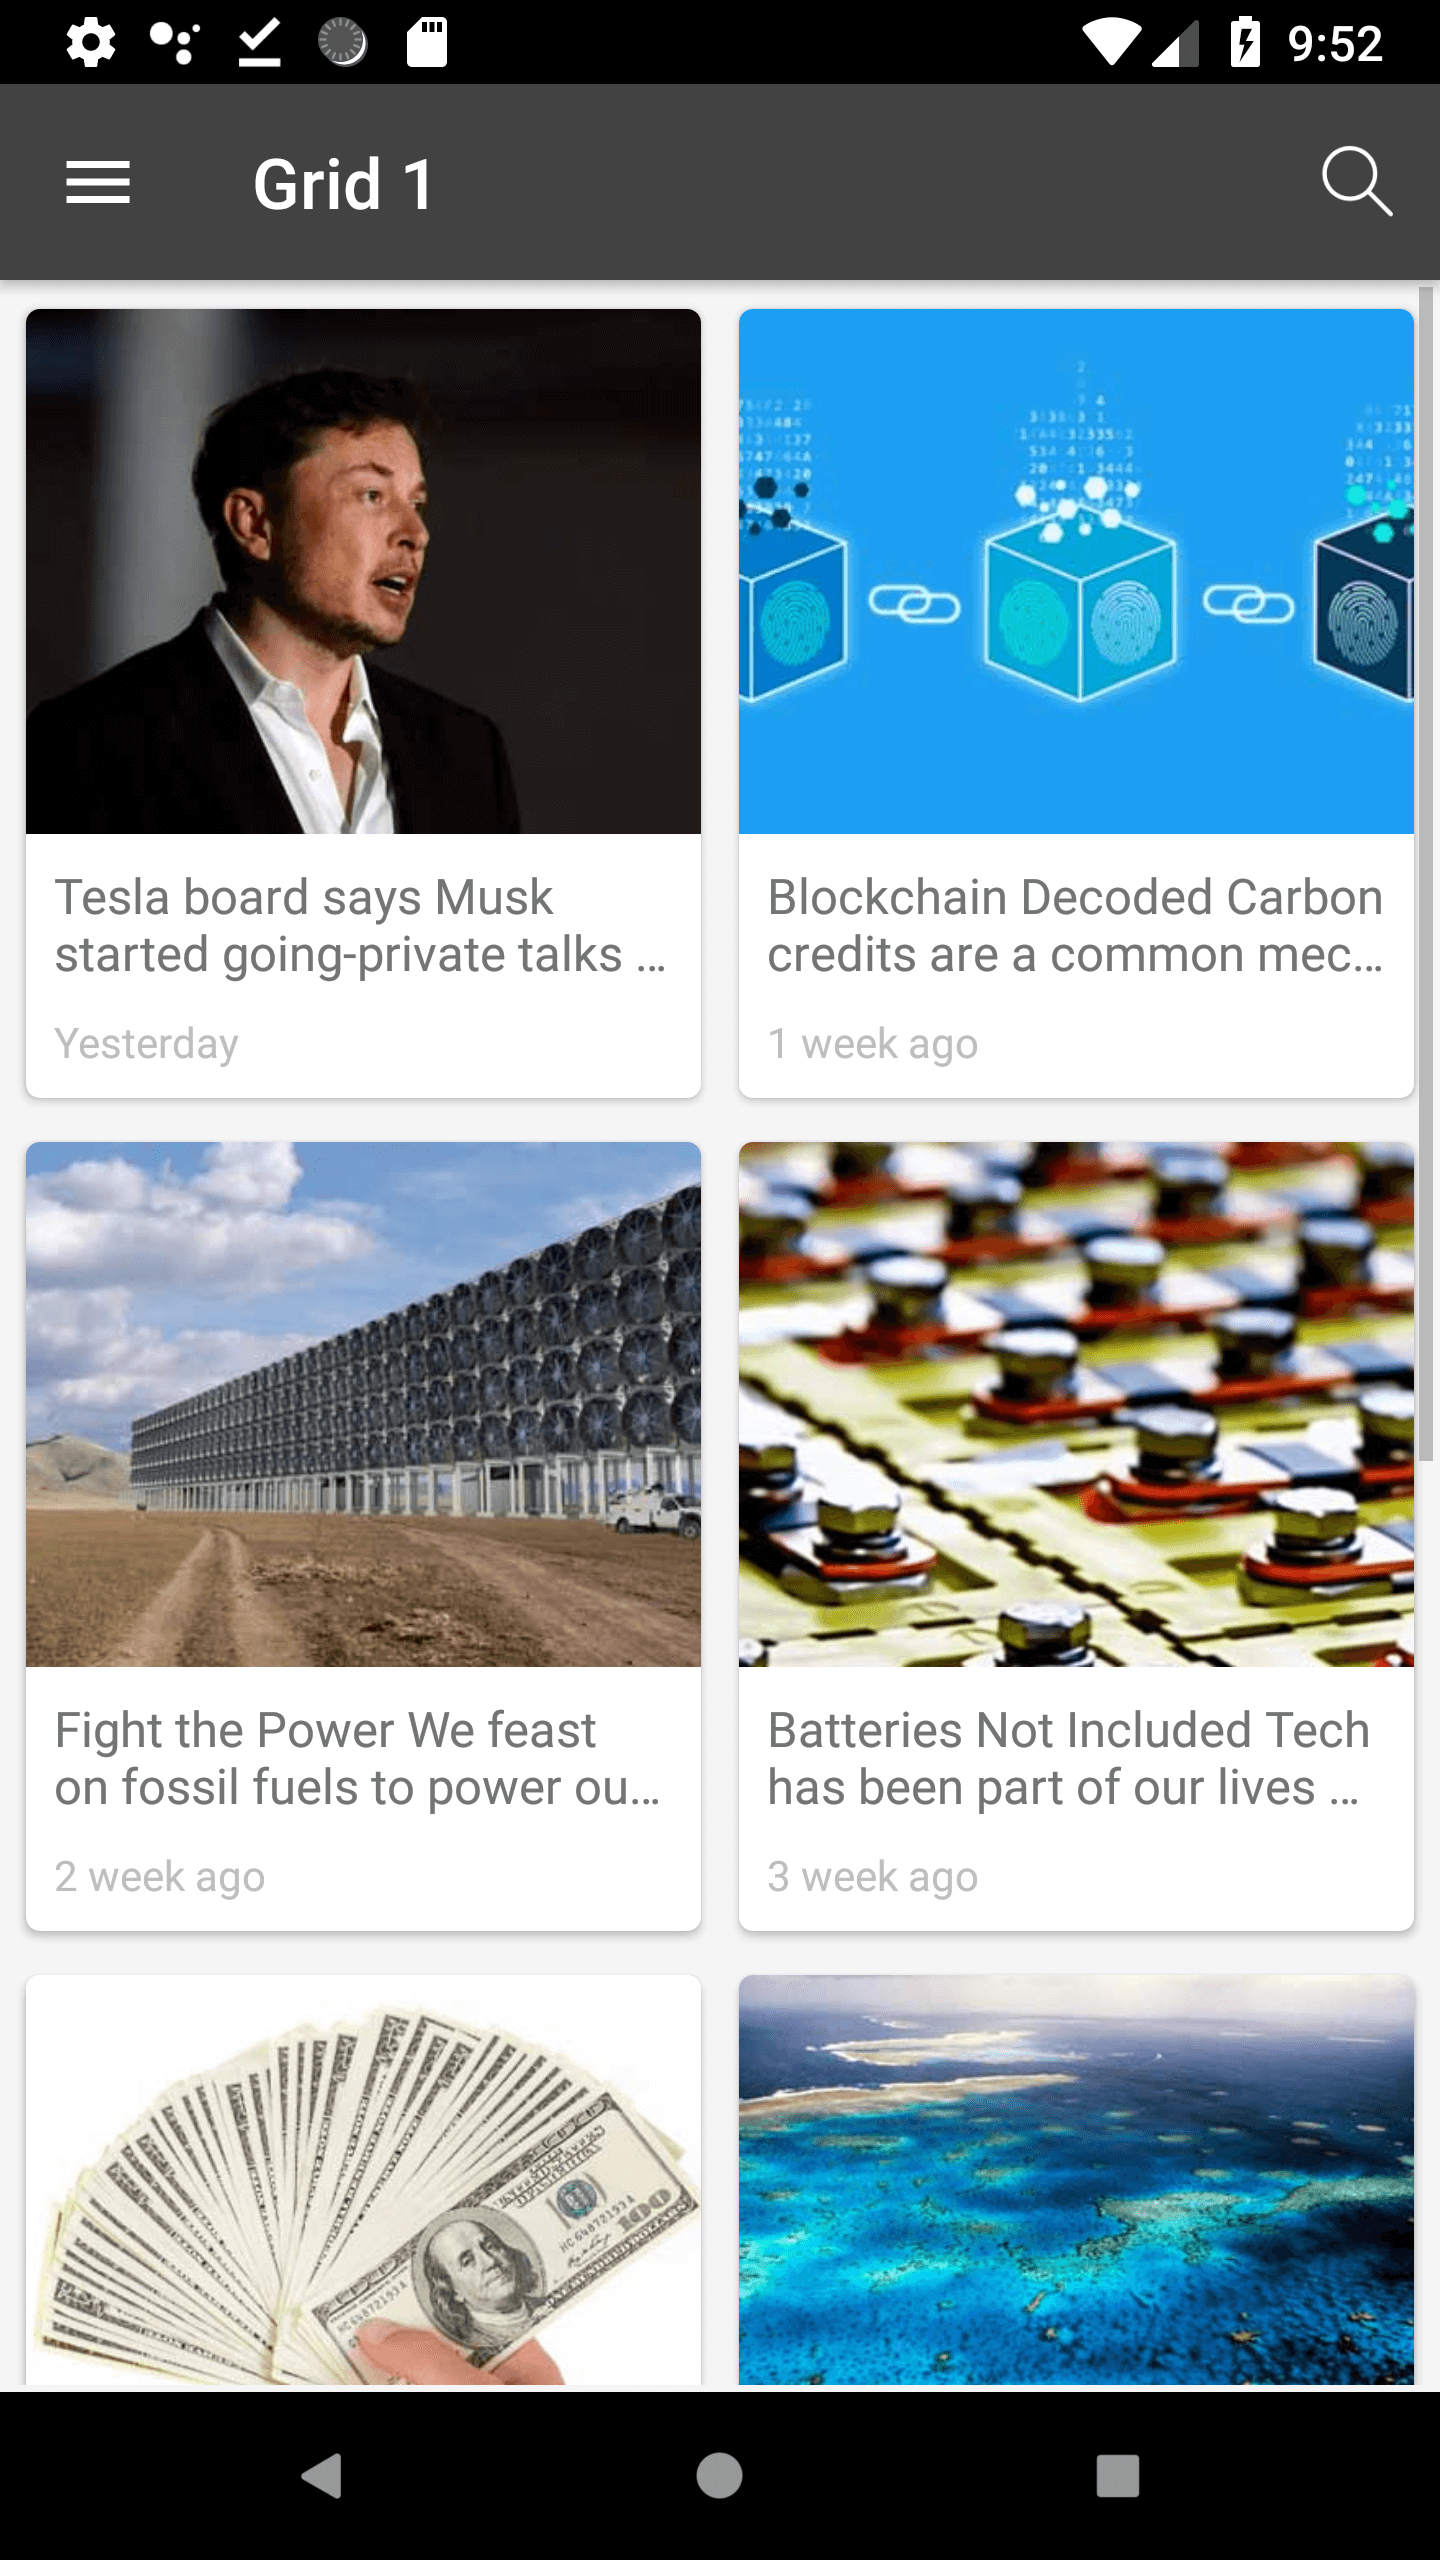 9:52
Grid 1
Tesla board says Musk
started going-private talks ...
Yesterday
Blockchain Decoded Carbon
credits are a common mec...
1 week ago
Fight the Power We feast
on fossil fuels to power ou...
2 week ago
Batteries Not Included Tech
has been part of our lives ...
3 week ago
100